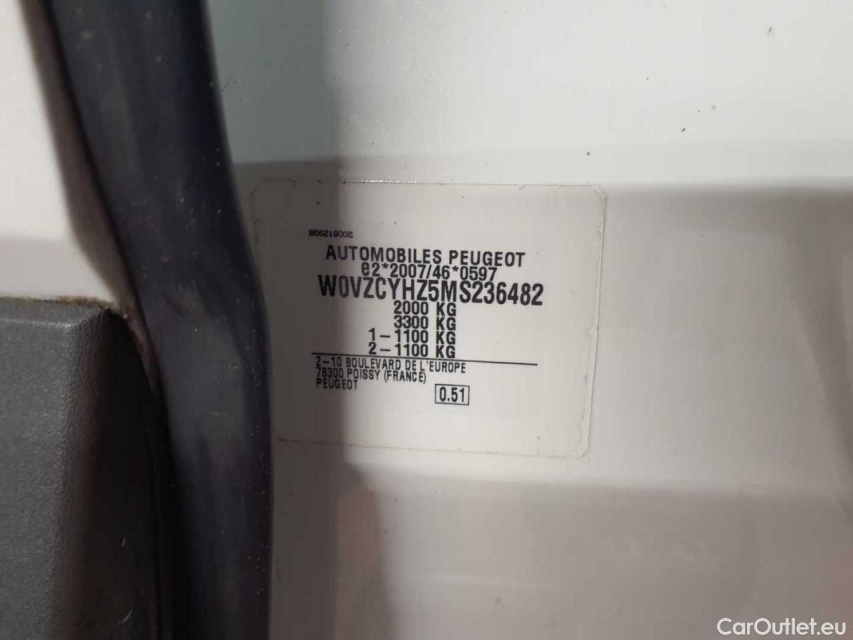 200812998
AUTOMOBILES PEUGEOT
e2*2007/46*0597
W0VZCYHZ5MS236482
2000 KG
3300 KG
1-1100 KG
2-1100 KG
2-10 BOULEVARD DE L'EUROPE
78300 POISSY (FRANCE)
PEUGEOT
0.51
CarOutlet.eu